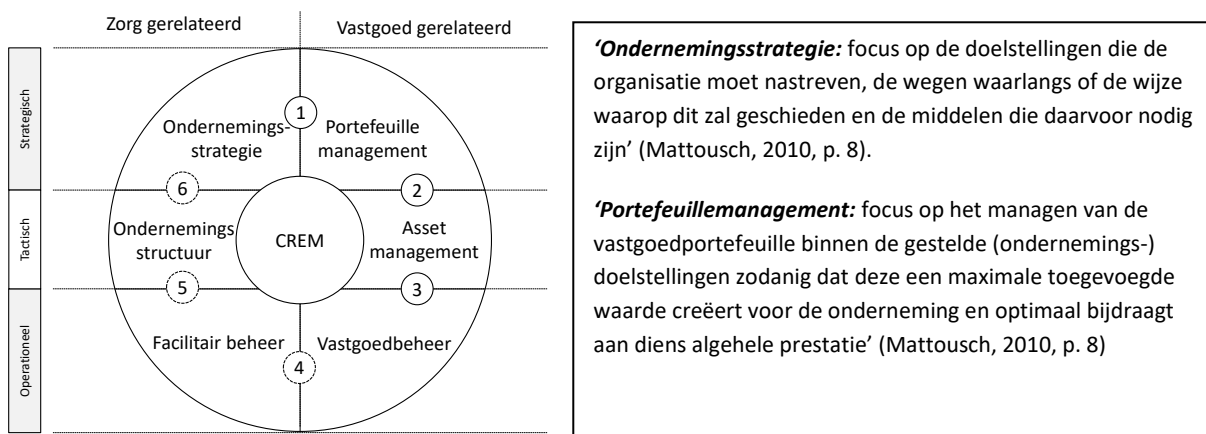 Zorg gerelateerd
Vastgoed gerelateerd
Strategisch
Tactisch
Operationeel
1
Ondernemings-
strategie
Portefeuille
management
6
2
Ondernemings
structuur
CREM
Asset
management
5
3
Facilitair beheer
Vastgoedbeheer
4
‘Ondernemingsstrategie: focus op de doelstellingen die de
organisatie moet nastreven, de wegen waarlangs of de wijze
waarop dit zal geschieden en de middelen die daarvoor nodig
zijn’ (Mattousch, 2010, p. 8).
‘Portefeuillemanagement: focus op het managen van de
vastgoedportefeuille binnen de gestelde (ondernemings-)
doelstellingen zodanig dat deze een maximale toegevoegde
waarde creëert voor de onderneming en optimaal bijdraagt
aan diens algehele prestatie’ (Mattousch, 2010, p. 8)